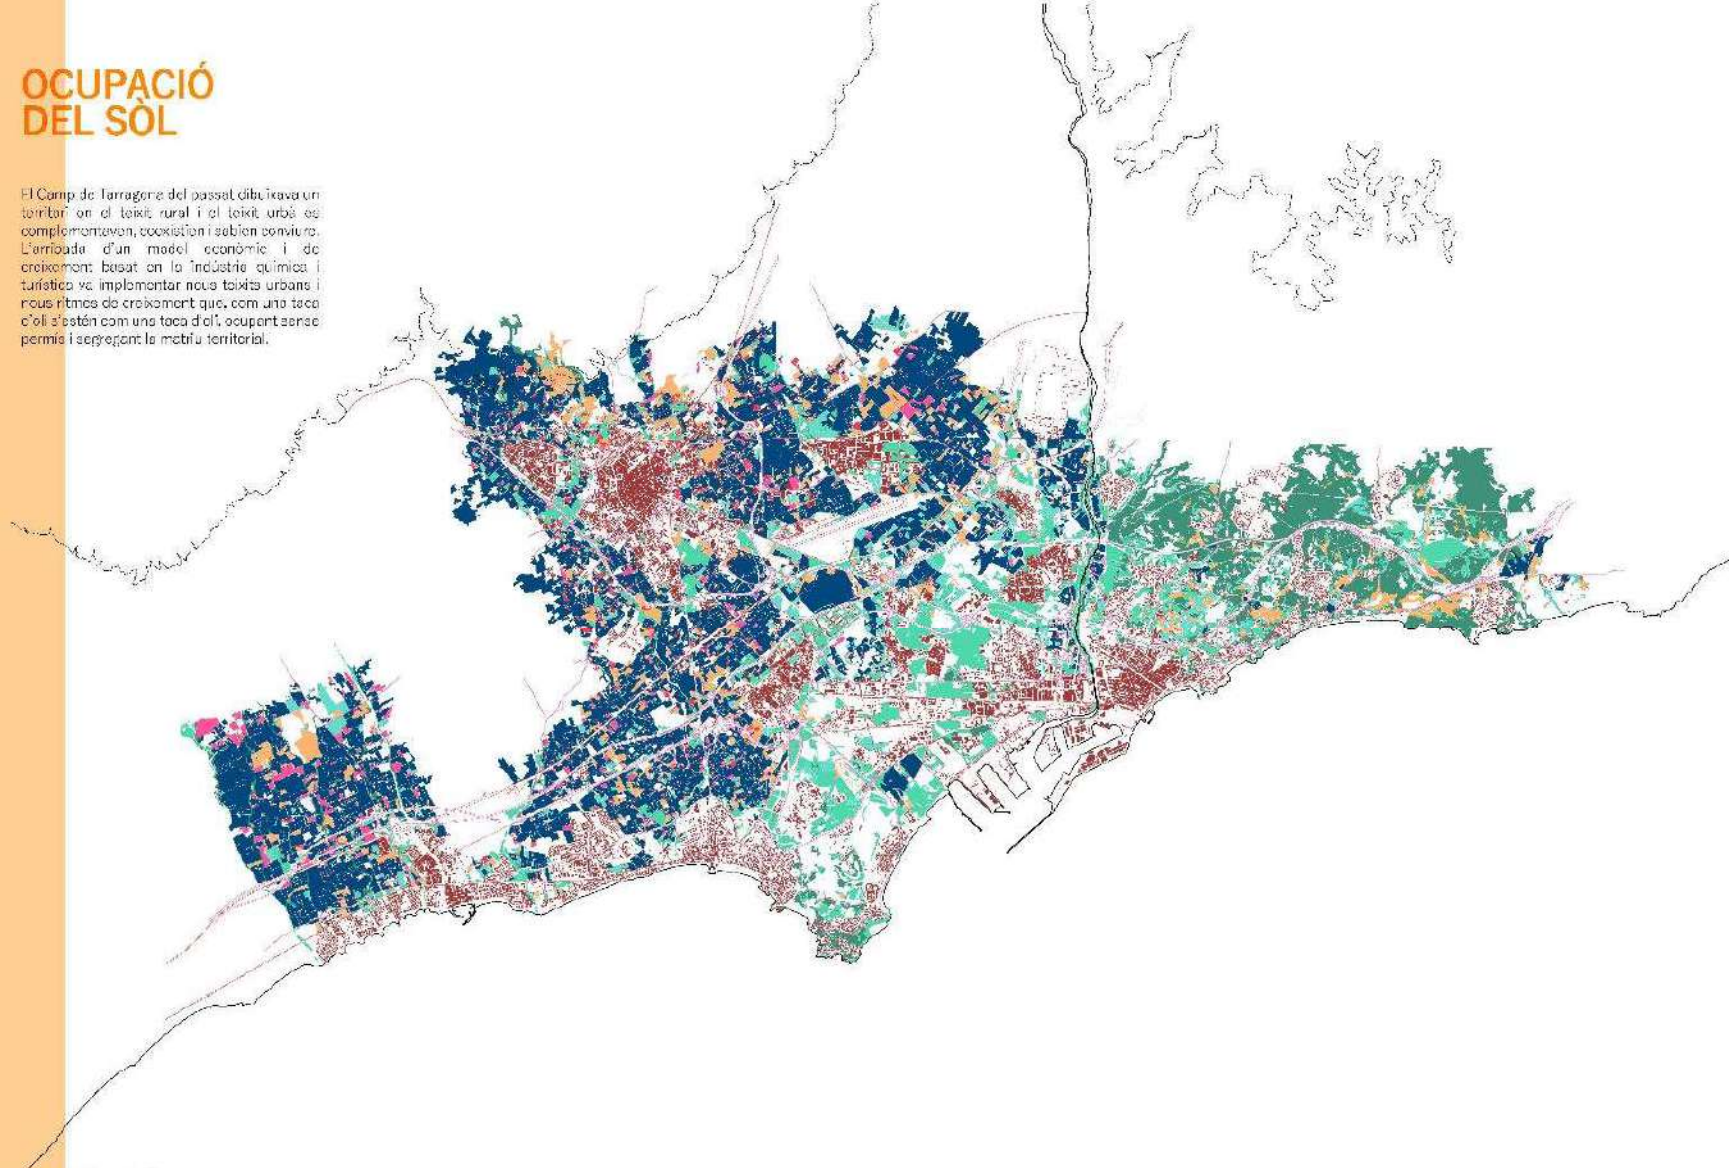 OCUPACIÓ
DEL SÒL
El Camp de Tarragona del passat dibuixava un
territori on el teixit rural i el teixit urbà es
complementaven, coexistien i sabien conviure.
L'arribada d'un model econòmic i de
creixement basat en la indústria química i
turística va implementar nous teixits urbans i
nous ritmes de creixement que, com una taca
d'oli s'estén com una taca d'oli, ocupant sense
permís i segregant la matriu territorial.